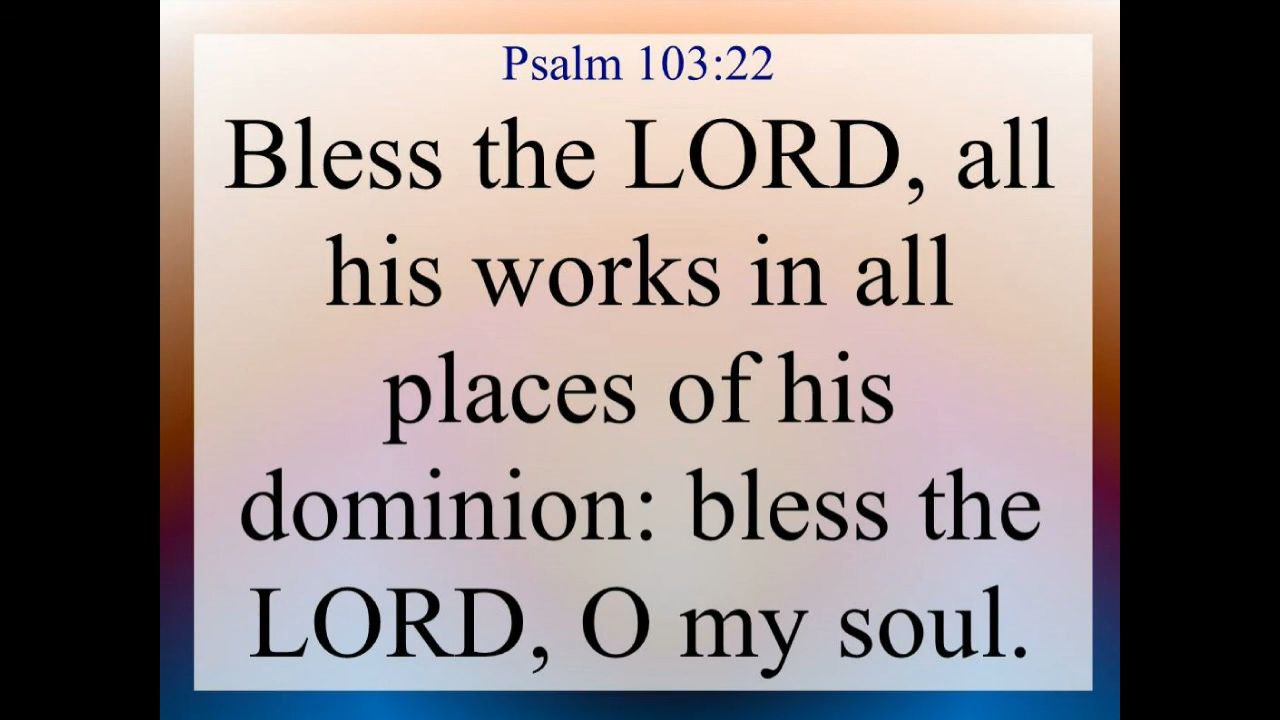 Psalm 103:22
Bless the LORD, all
his works in all
places of his
dominion: bless the
LORD, O my soul.